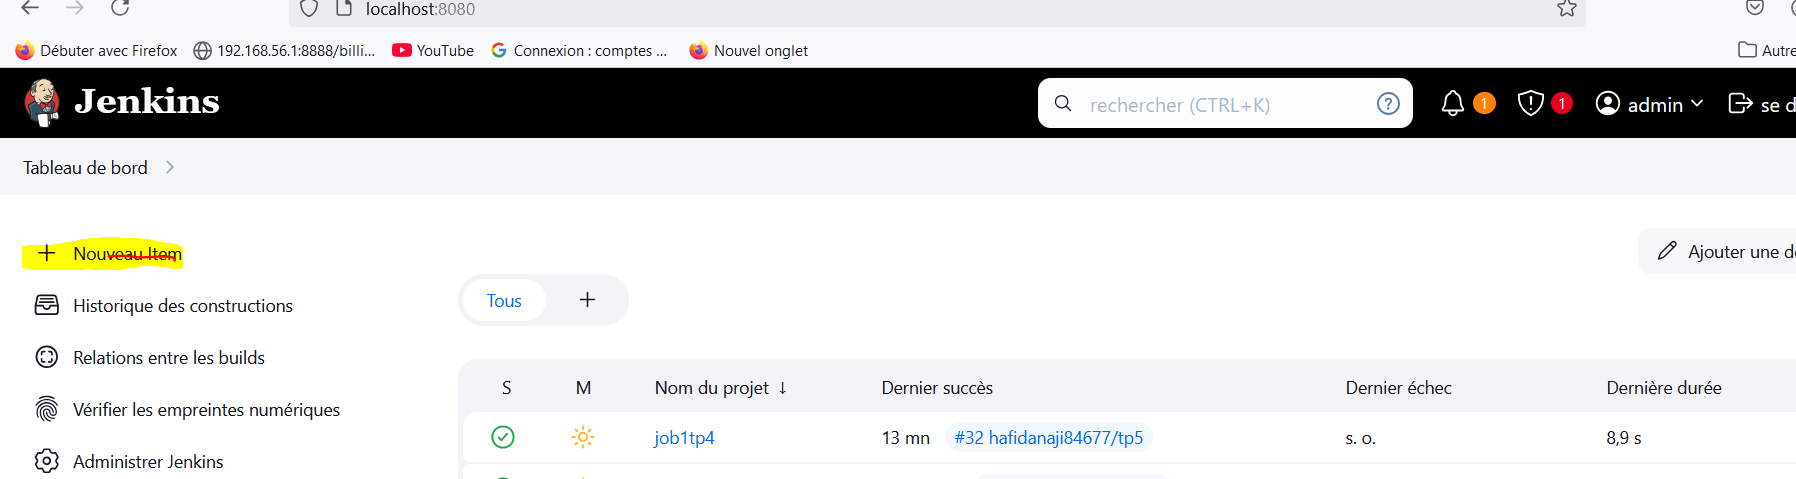 localhost:8080
Débuter avec Firefox 192.168.56.1:8888/billi... YouTube Connexion : comptes ... Nouvel onglet Autre
Jenkins rechercher (CTRL+K) ? 1 1 admin se d
Tableau de bord
Nouveau Item Ajouter une de
Historique des constructions
Tous +
Relations entre les builds
S M Nom du projet ↓ Dernier succès Dernier échec Dernière durée
Vérifier les empreintes numériques
job1tp4 13 mn #32 hafidanaji84677/tp5 s. o. 8,9 s
Administrer Jenkins